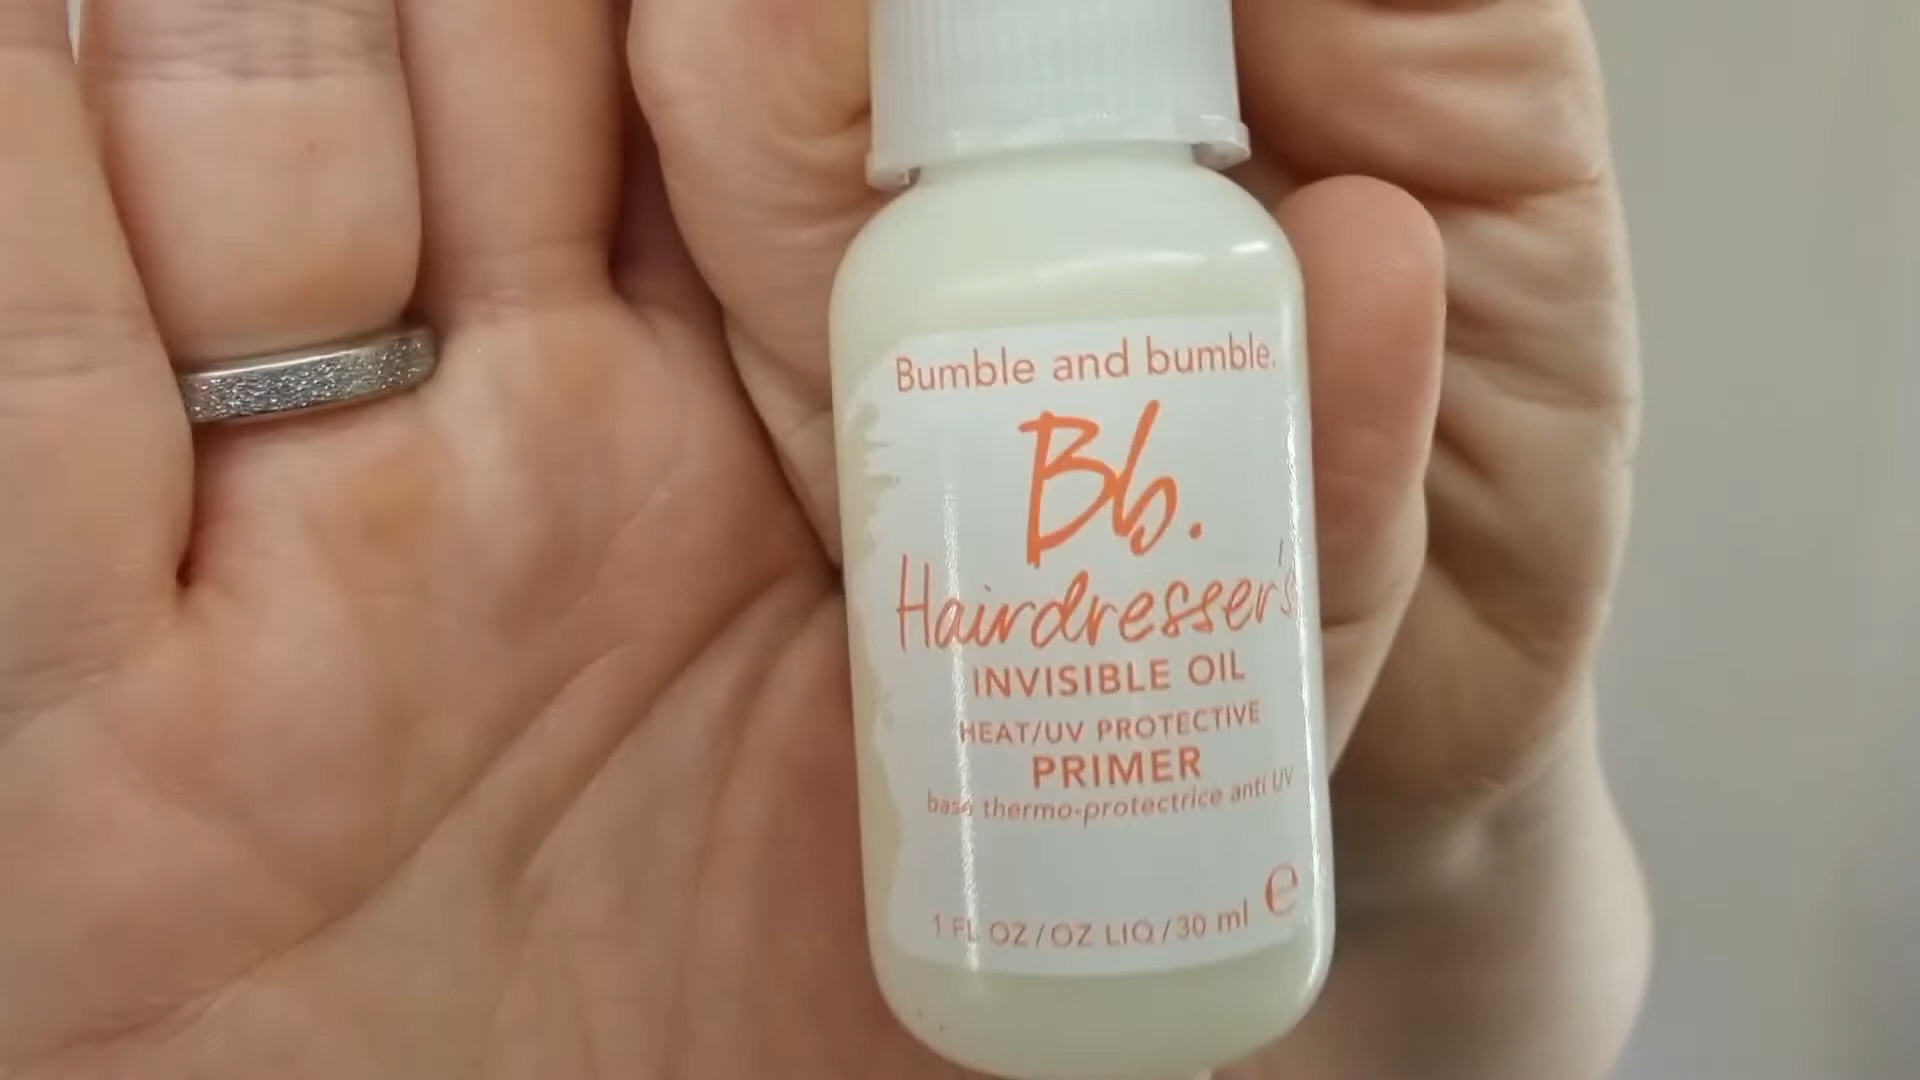 Bumble and bumble.
Bb.
Hairdresser's
INVISIBLE OIL
HEAT/UV PROTECTIVE
PRIMER
base thermo-protectrice anti UV
1 FL OZ/OZ LIQ/30 ml ℮